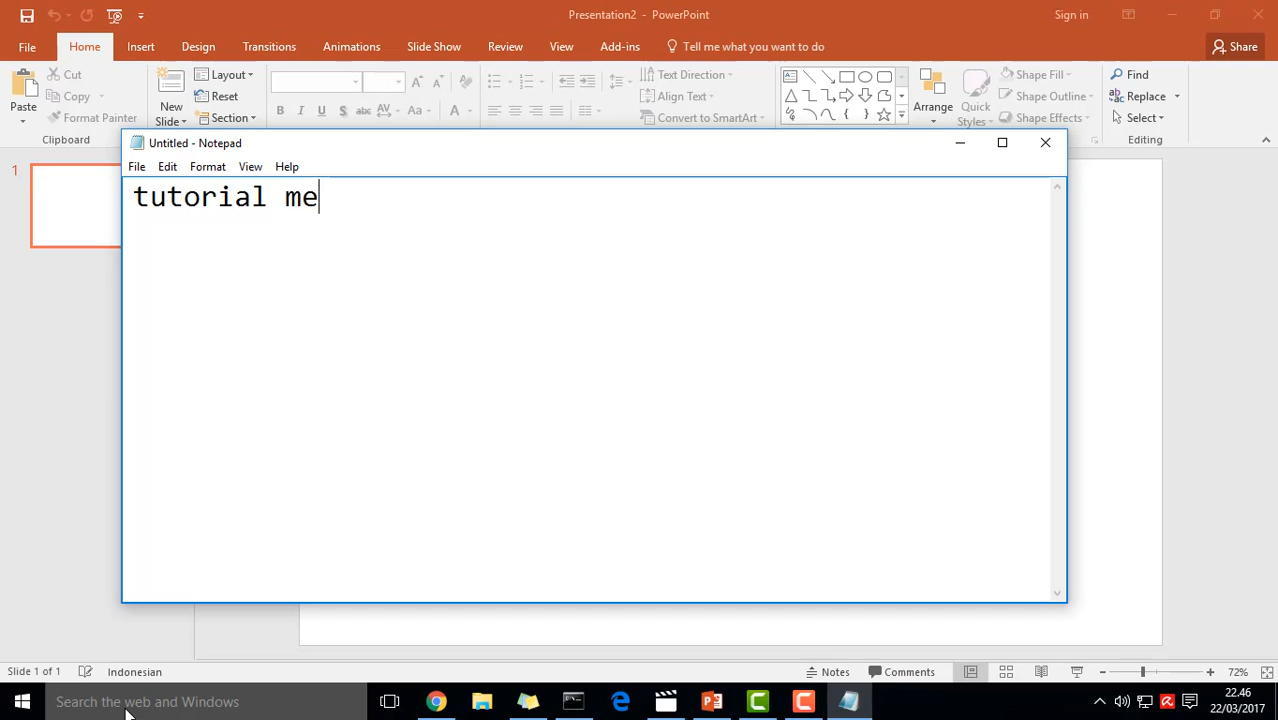 Presentation2 - PowerPoint
Sign in
File
Home
Insert
Design
Transitions
Animations
Slide Show
Review
View
Add-ins
Tell me what you want to do
Share
Paste
Cut
Copy
Format Painter
Clipboard
New Slide
Layout
Reset
Section
B I U S abc AV Aa A
Text Direction
Align Text
Convert to SmartArt
Arrange
Quick Styles
Shape Fill
Shape Outline
Shape Effects
Find
Replace
Select
Editing
1
Untitled - Notepad
File Edit Format View Help
tutorial me
Slide 1 of 1
Indonesian
Notes
Comments
72%
Search the web and Windows
22.46
22/03/2017